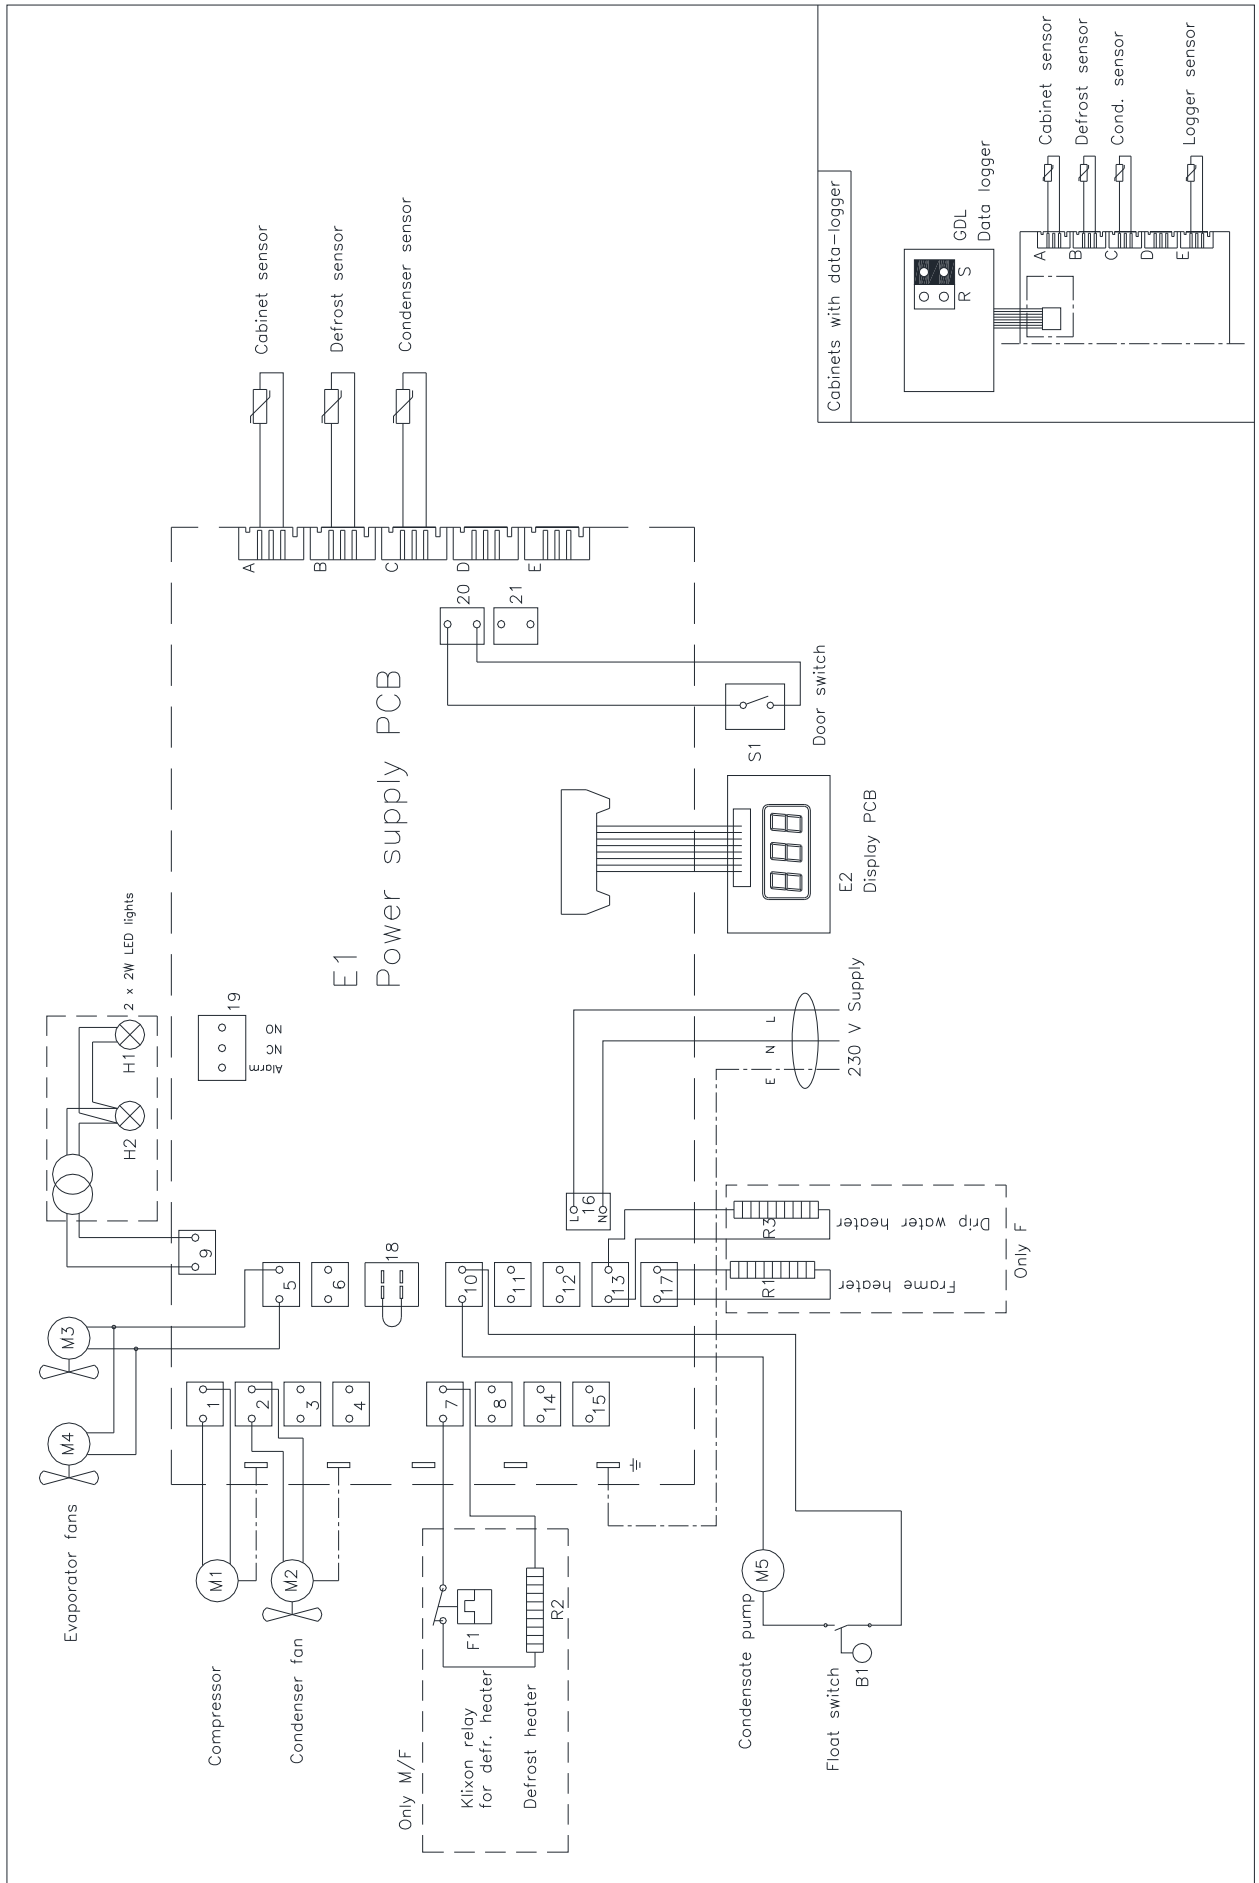 Cabinets with data-logger
GDL
Data logger
R
S
A
B
C
D
E
Cabinet sensor
Defrost sensor
Cond. sensor
Logger sensor
Cabinet sensor
Defrost sensor
Condenser sensor
A
B
C
D
E
20
21
E1
Power supply PCB
S1
Door switch
E2
Display PCB
2 x 2W LED lights
H1
H2
19
NO
NC
Alarm
L
N
E
230 V Supply
L
16
N
9
5
6
18
10
11
12
13
17
R3
Drip water heater
R1
Frame heater
Only F
M3
M4
Evaporator fans
1
2
3
4
7
8
14
15
M1
Compressor
M2
Condenser fan
Only M/F
F1
Klixon relay
for defr. heater
R2
Defrost heater
M5
Condensate pump
Float switch
B1